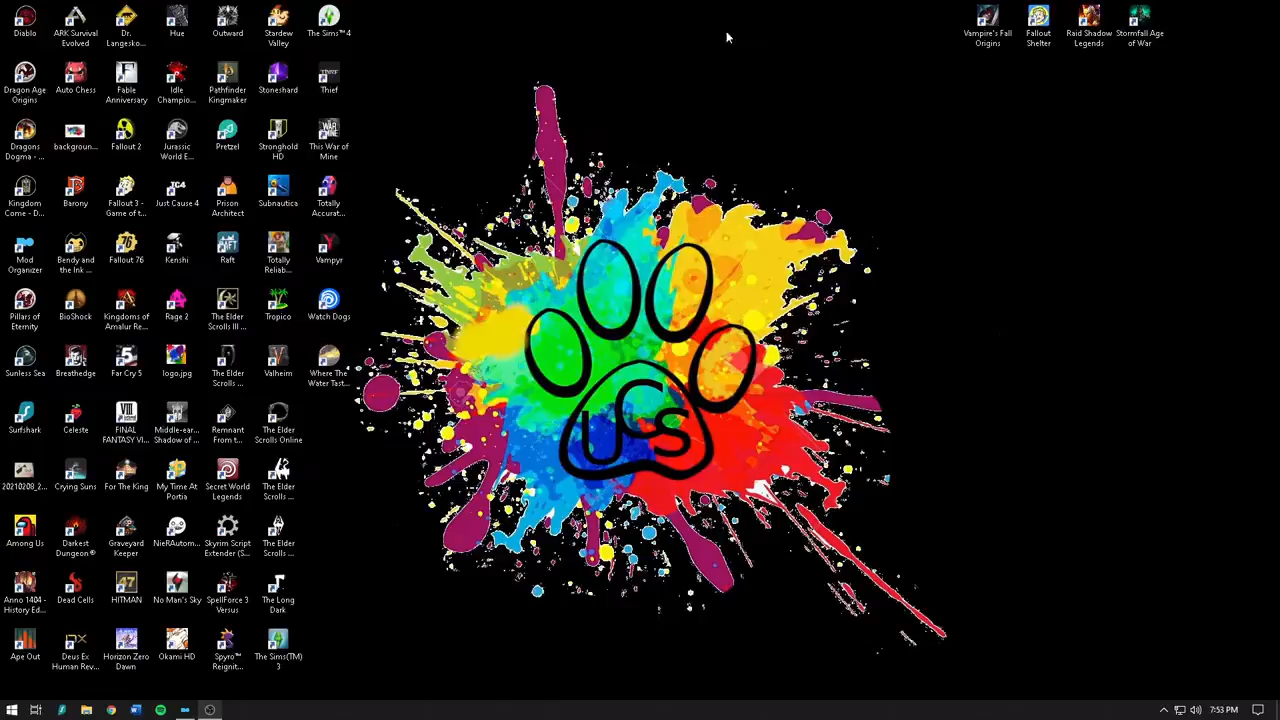 Diablo
ARK Survival
Evolved
Dr.
Langesko...
Hue
Outward
Stardew
Valley
The Sims™ 4
Vampire's Fall
Origins
Fallout
Shelter
Raid Shadow
Legends
Stormfall Age
of War
Dragon Age
Origins
Auto Chess
Fable
Anniversary
Idle
Champio...
Pathfinder
Kingmaker
Stoneshard
THIEF
Thief
Dragons
Dogma - ...
backgroun...
Fallout 2
Jurassic
World E...
Pretzel
Stronghold
HD
WAR
MINE
This War of
Mine
Kingdom
Come - D...
Barony
Fallout 3 -
Game of t...
JC4
Just Cause 4
Prison
Architect
Subnautica
Totally
Accurat...
Mod
Organizer
Bendy and
the Ink ...
76
Fallout 76
Kenshi
RAFT
Raft
Totally
Reliab...
Vampyr
Pillars of
Eternity
BioShock
Kingdoms of
Amalur Re...
Rage 2
The Elder
Scrolls III ...
Tropico
Watch Dogs
Sunless Sea
Breathedge
5
Far Cry 5
logo.jpg
The Elder
Scrolls ...
Valheim
Where The
Water Tast...
UCS
Surfshark
Celeste
VIII
FINAL
FANTASY VI...
Middle-ear...
Shadow of ...
Remnant
From t...
The Elder
Scrolls Online
20210208_2...
Crying Suns
For The King
My Time At
Portia
Secret World
Legends
The Elder
Scrolls ...
Among Us
Darkest
Dungeon®
Graveyard
Keeper
NieRAutom...
Skyrim Script
Extender (S...
The Elder
Scrolls ...
Anno 1404 -
History Ed...
Dead Cells
47
HITMAN
No Man's Sky
SpellForce 3
Versus
The Long
Dark
Ape Out
DX
Deus Ex
Human Rev...
Horizon Zero
Dawn
Okami HD
Spyro™
Reignit...
The Sims(TM)
3
7:53 PM